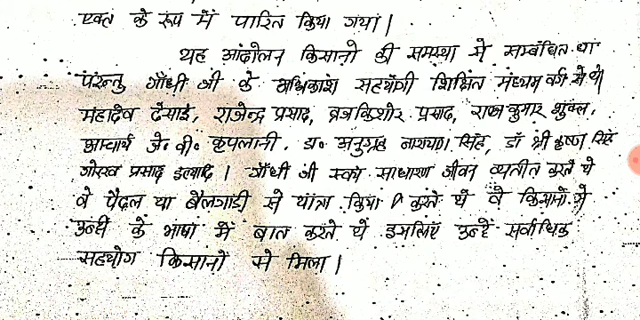 एक्ट के रूप में पारित किया गया।
यह आंदोलन किसानो की समस्या से सम्बंधित था
परन्तु गाँधी जी के अधिकांश सहयोगी शिक्षित मध्यम वर्ग से थे
महादेव देसाई, राजेन्द्र प्रसाद, ब्रजकिशोर प्रसाद, राजकुमार शुक्ल,
आचार्य जे० वी० कृपलानी, डा० अनुग्रह नारायण सिंह, डॉ श्री कृष्ण सिंह
गोरख प्रसाद इत्यादि। गाँधी जी स्वयं साधारण जीवन व्यतीत करते थे
वे पैदल या बैलगाडी से यात्रा किया करते थे वे किसानो से
उन्ही के भाषा में बात करते थे इसलिए उन्हें सर्वाधिक
सहयोग किसानों से मिला।